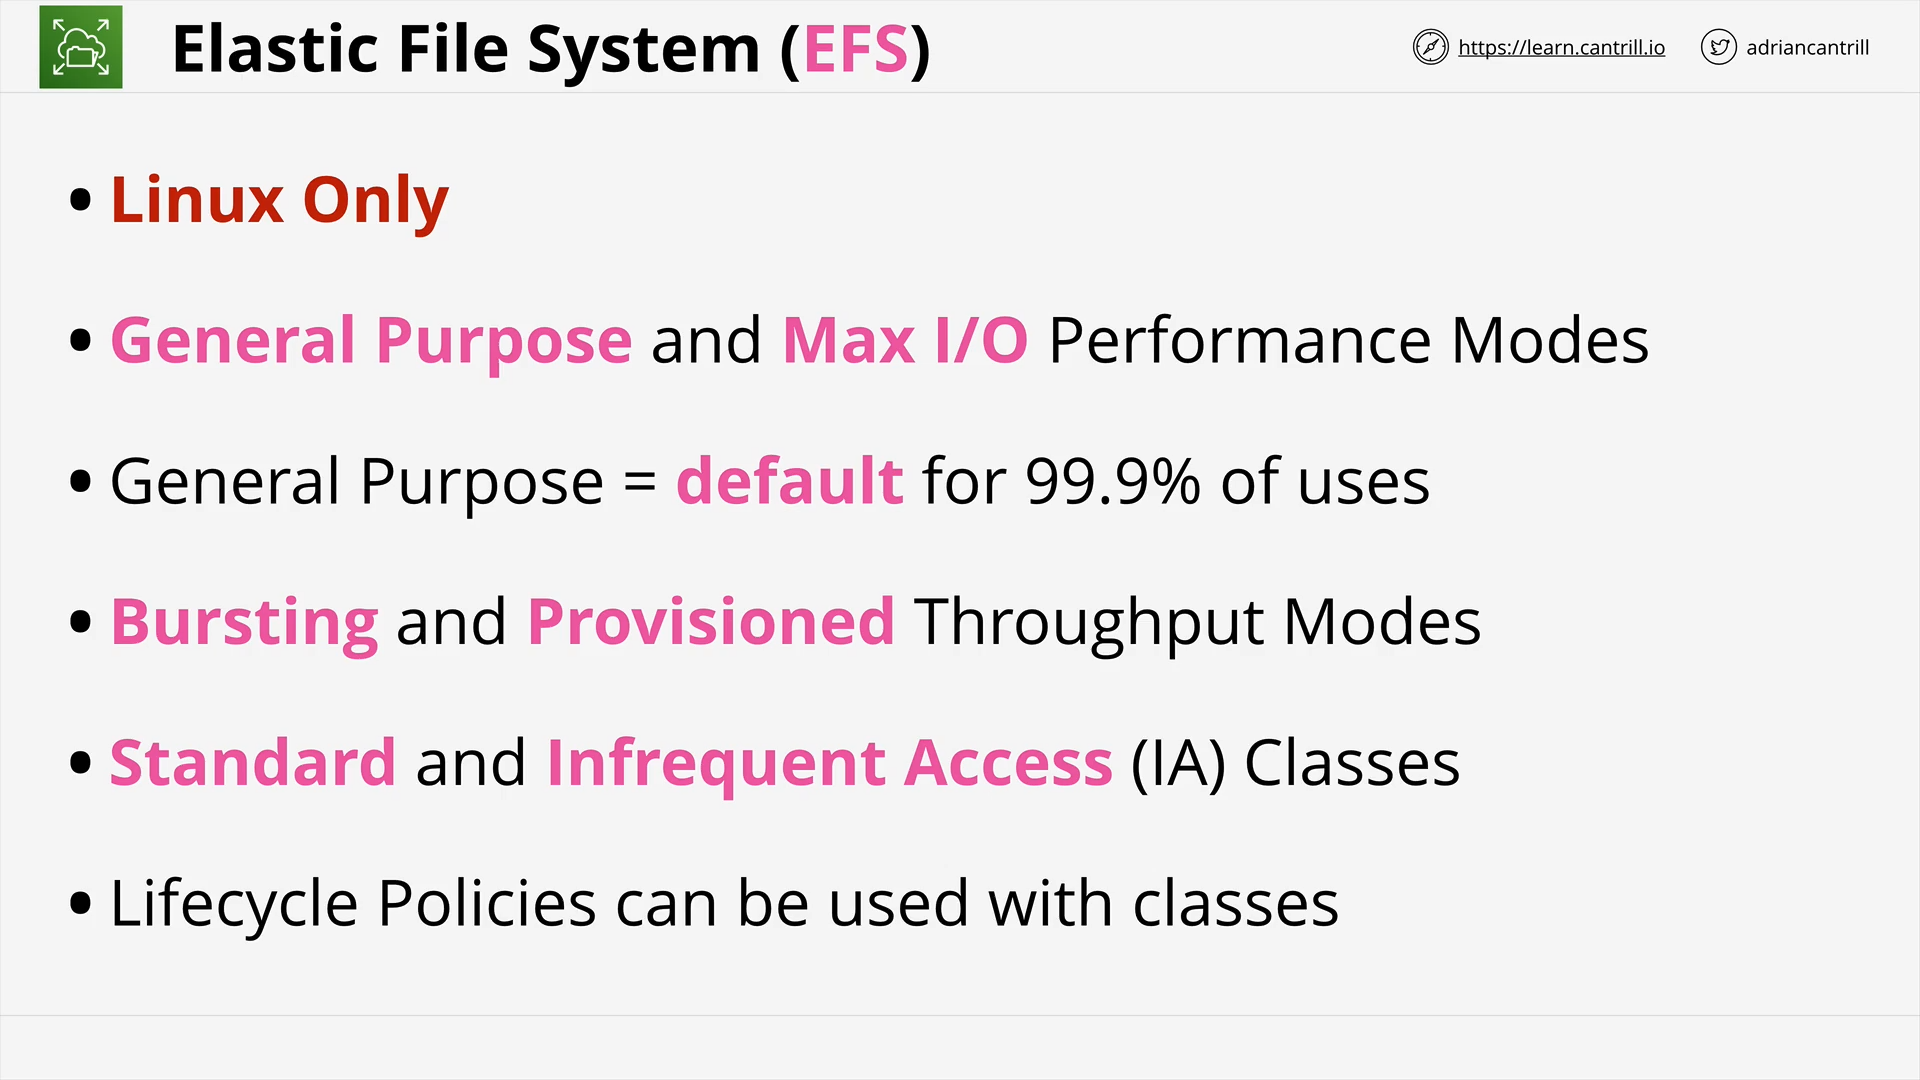 Elastic File System (EFS)
https://learn.cantrill.io
adriancantrill
• Linux Only
• General Purpose and Max I/O Performance Modes
• General Purpose = default for 99.9% of uses
• Bursting and Provisioned Throughput Modes
• Standard and Infrequent Access (IA) Classes
• Lifecycle Policies can be used with classes